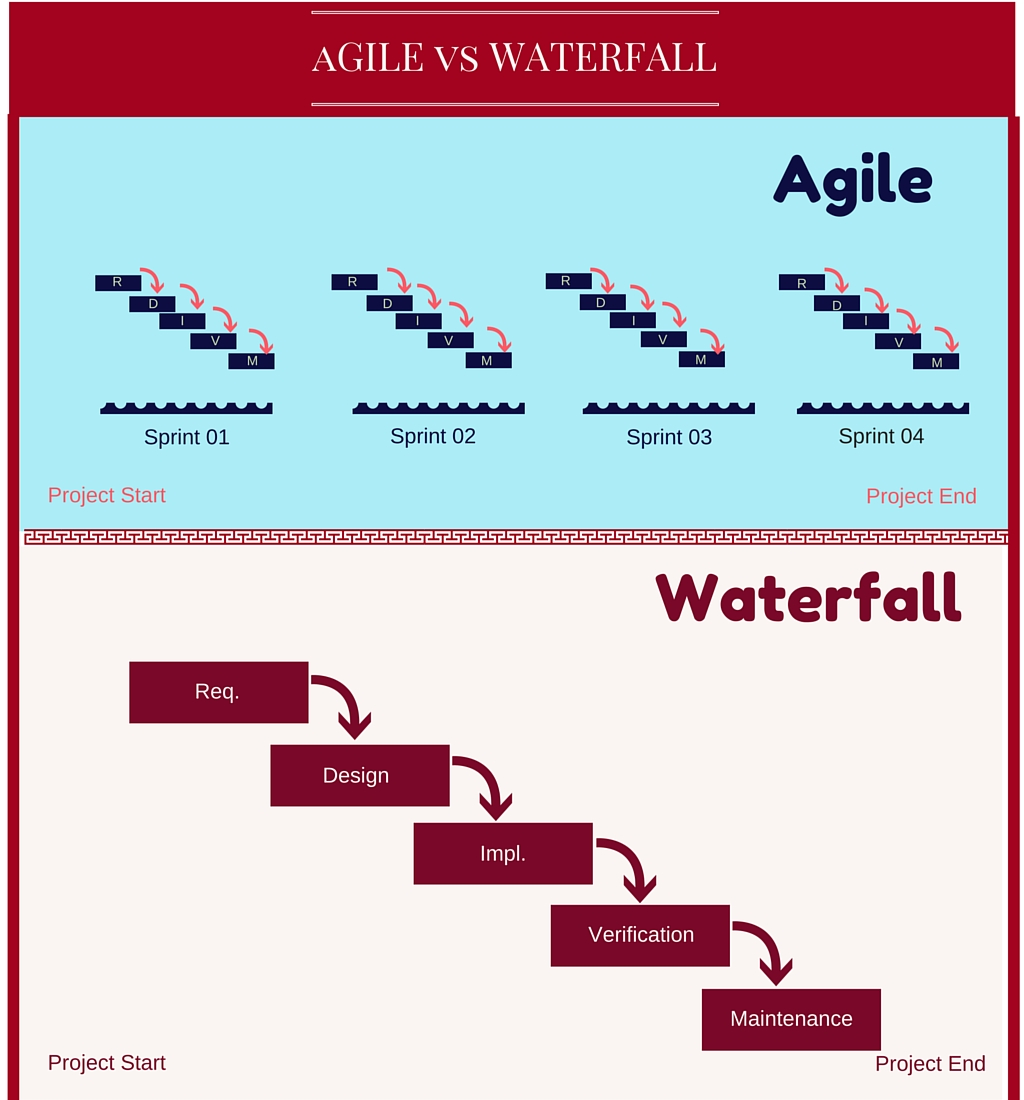 AGILE VS WATERFALL
Agile
R
D
I
V
M
R
D
I
V
M
R
D
I
V
M
R
D
I
V
M
Sprint 01
Sprint 02
Sprint 03
Sprint 04
Project Start
Project End
Waterfall
Req.
Design
Impl.
Verification
Maintenance
Project Start
Project End